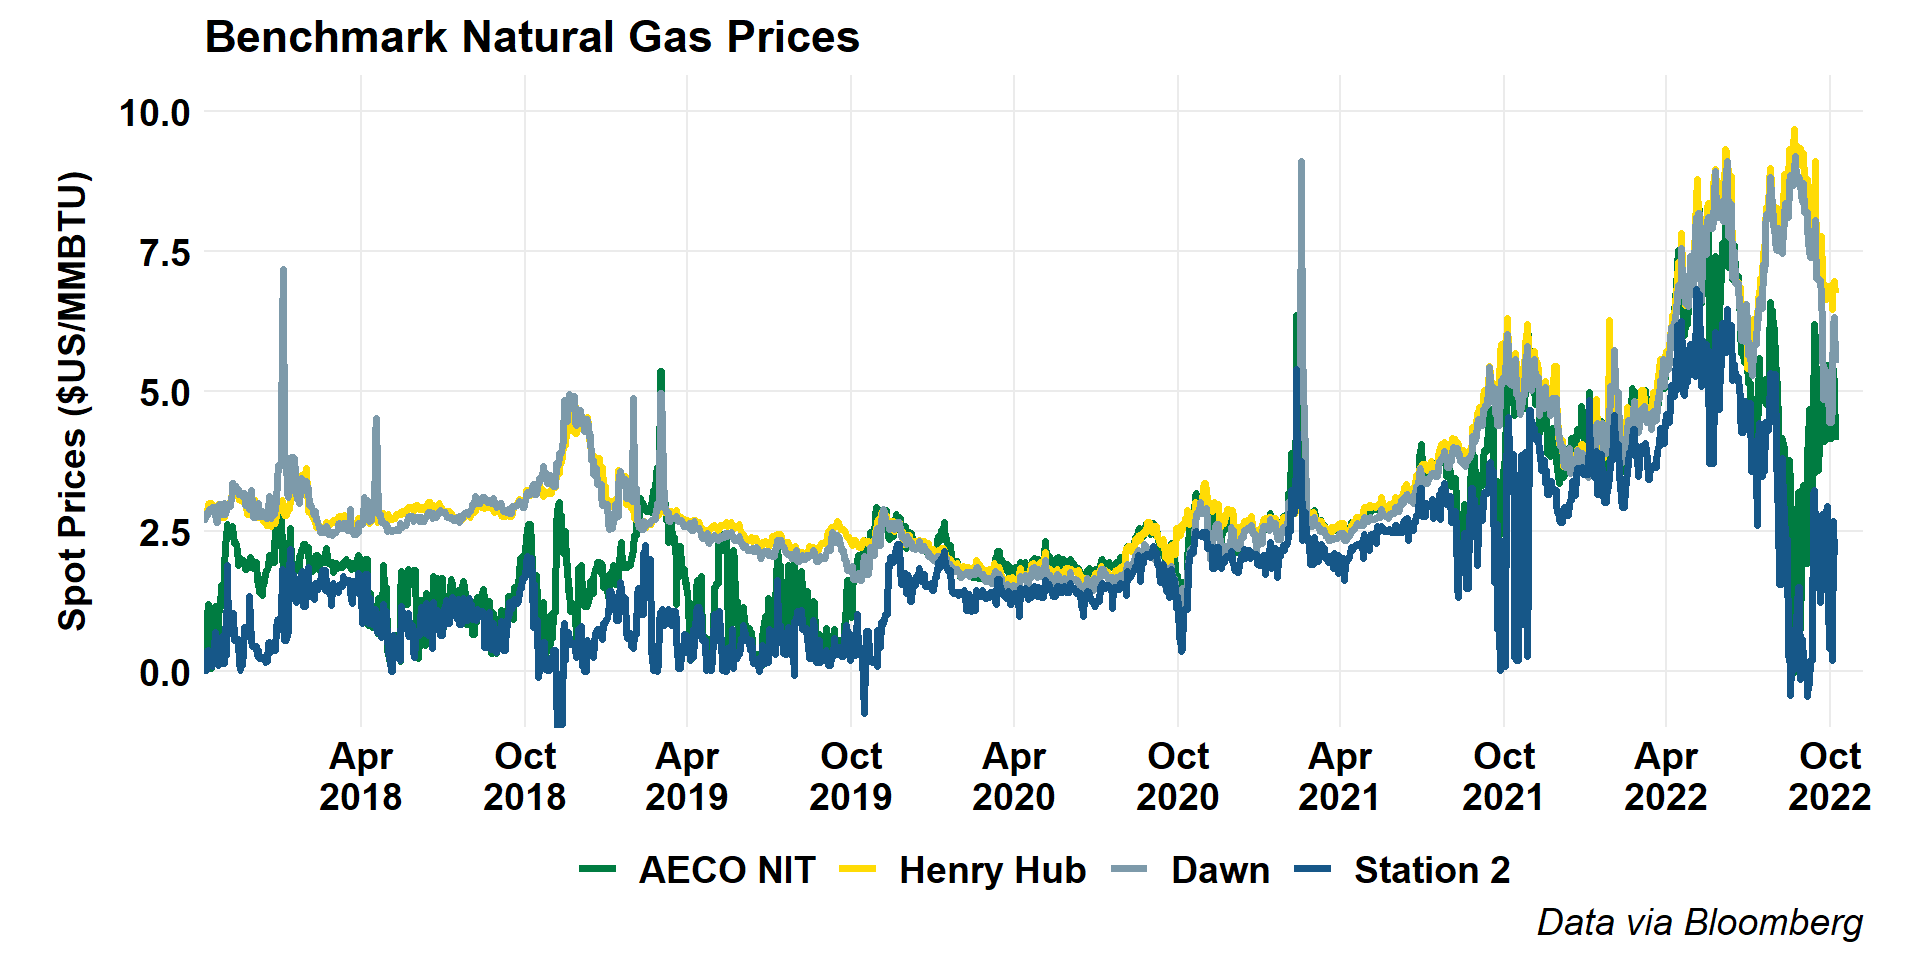 Benchmark Natural Gas Prices
Spot Prices ($US/MMBTU)
10.0
7.5
5.0
2.5
0.0
Apr Oct Apr Oct Apr Oct Apr Oct Apr Oct
2018 2018 2019 2019 2020 2020 2021 2021 2022 2022
AECO NIT Henry Hub Dawn Station 2
Data via Bloomberg